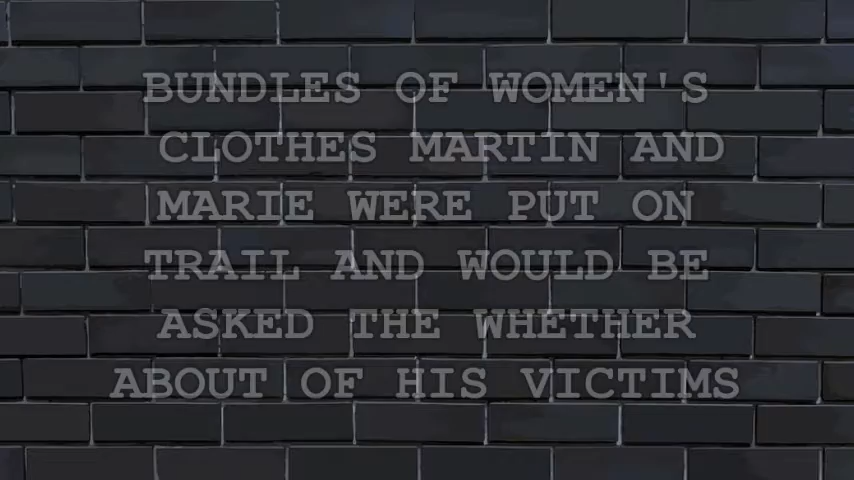 BUNDLES OF WOMEN'S
CLOTHES MARTIN AND
MARIE WERE PUT ON
TRAIL AND WOULD BE
ASKED THE WHETHER
ABOUT OF HIS VICTIMS